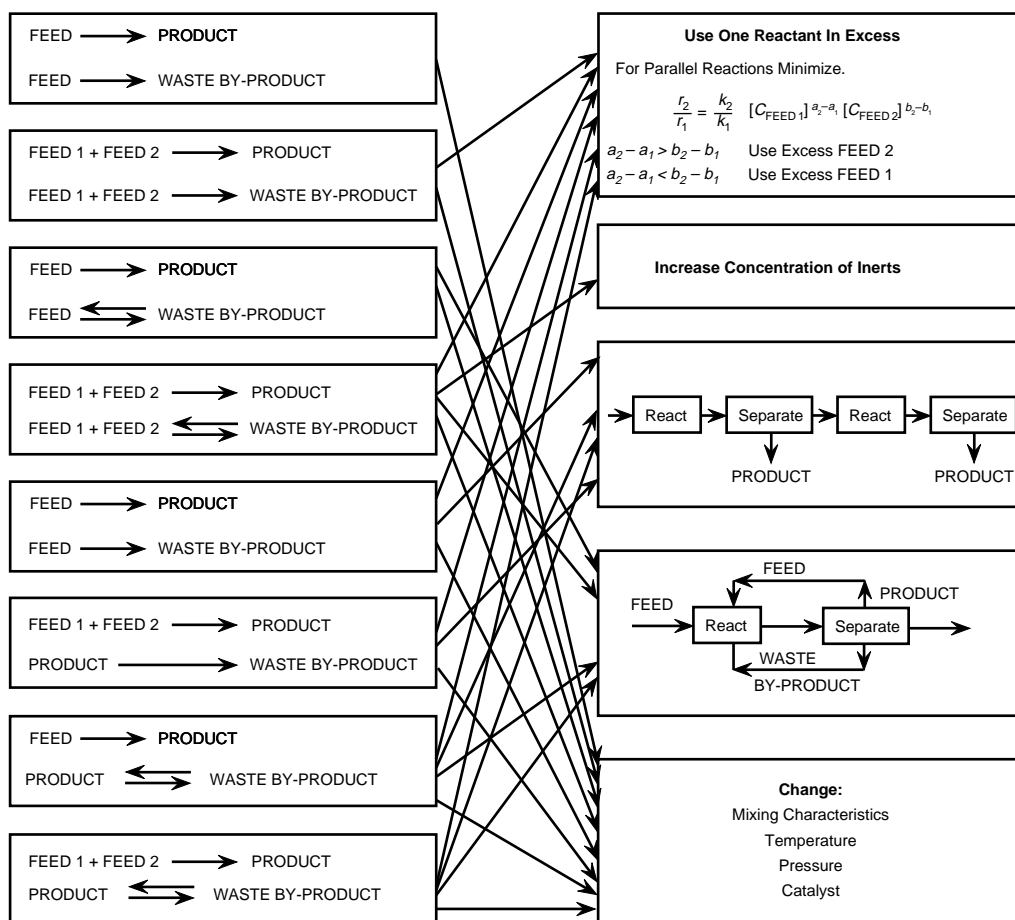 FEED → PRODUCT
FEED → WASTE BY-PRODUCT
FEED 1 + FEED 2 → PRODUCT
FEED 1 + FEED 2 → WASTE BY-PRODUCT
FEED → PRODUCT
FEED ⇌ WASTE BY-PRODUCT
FEED 1 + FEED 2 → PRODUCT
FEED 1 + FEED 2 ⇌ WASTE BY-PRODUCT
FEED → PRODUCT
FEED → WASTE BY-PRODUCT
FEED 1 + FEED 2 → PRODUCT
PRODUCT → WASTE BY-PRODUCT
FEED → PRODUCT
PRODUCT ⇌ WASTE BY-PRODUCT
FEED 1 + FEED 2 → PRODUCT
PRODUCT ⇌ WASTE BY-PRODUCT
Use One Reactant In Excess
For Parallel Reactions Minimize.
r₂/r₁ = k₂/k₁ [C_FEED 1]^(a₂–a₁) [C_FEED 2]^(b₂–b₁)
a₂ – a₁ > b₂ – b₁ Use Excess FEED 2
a₂ – a₁ < b₂ – b₁ Use Excess FEED 1
Increase Concentration of Inerts
React Separate React Separate
PRODUCT PRODUCT
FEED
PRODUCT
FEED
React Separate
WASTE
BY-PRODUCT
Change:
Mixing Characteristics
Temperature
Pressure
Catalyst